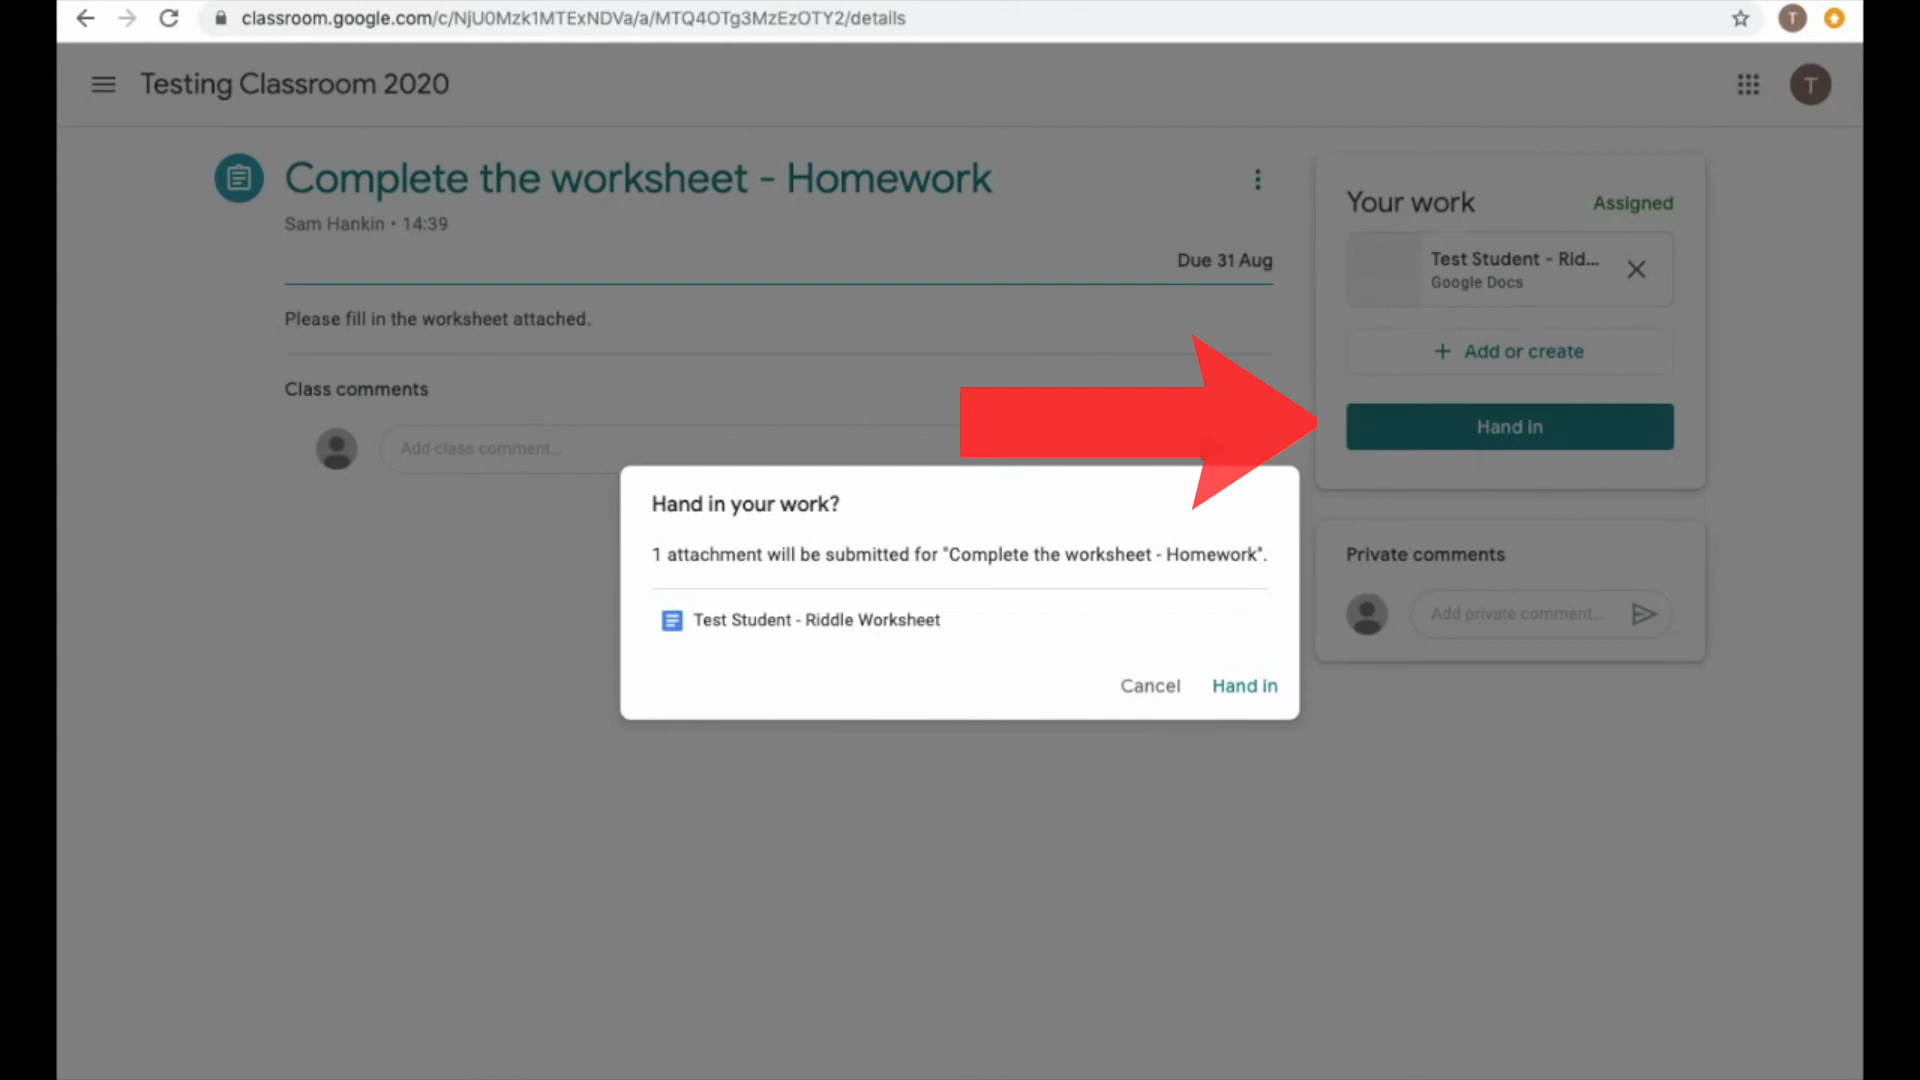 classroom.google.com/c/NjU0Mzk1MTExNDVa/a/MTQ4OTg3MzEzOTY2/details
T
Testing Classroom 2020
T
Complete the worksheet - Homework
Sam Hankin • 14:39
Due 31 Aug
Please fill in the worksheet attached.
Class comments
Add class comment...
Your work
Assigned
Test Student - Rid...
Google Docs
+ Add or create
Hand in
Private comments
Add private comment...
Hand in your work?
1 attachment will be submitted for "Complete the worksheet - Homework".
Test Student - Riddle Worksheet
Cancel
Hand in